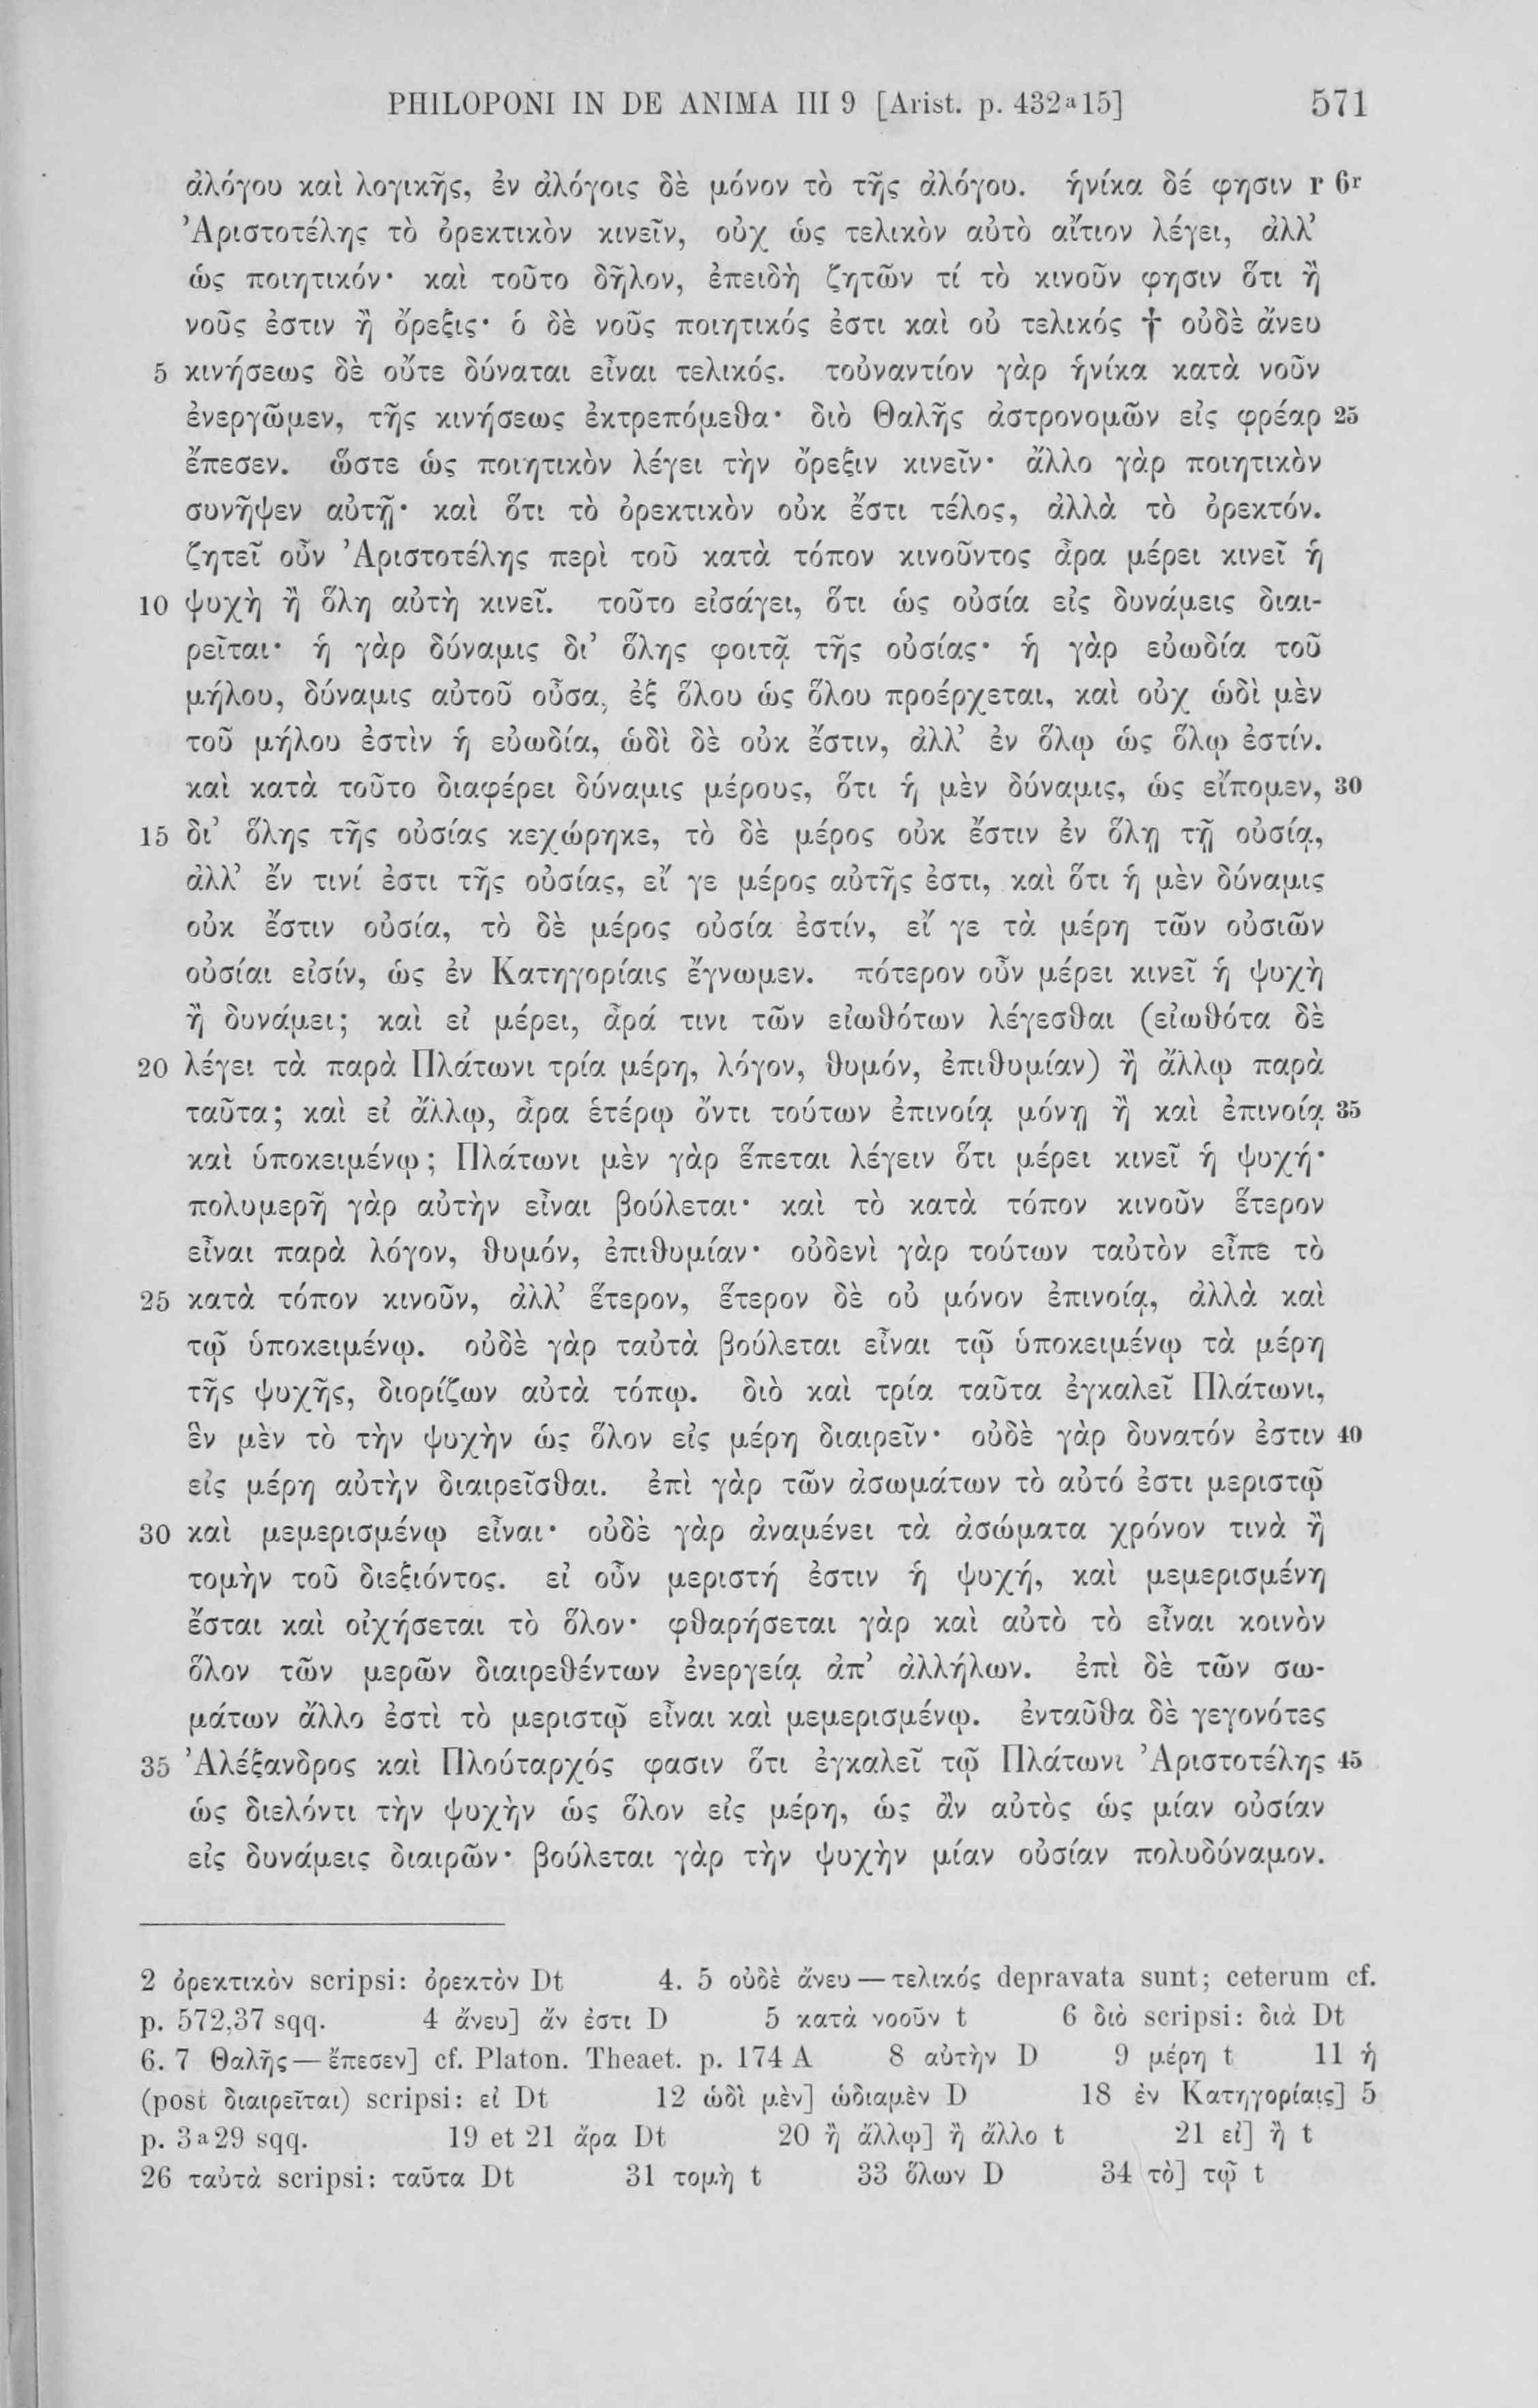 PHILOPONI IN DE ANIMA III 9 [Arist. p. 432ᵃ15] 571
ἀλόγου καὶ λογικῆς, ἐν ἀλόγοις δὲ μόνον τὸ τῆς ἀλόγου. ἡνίκα δέ φησιν r 6ʳ
Ἀριστοτέλης τὸ ὀρεκτικὸν κινεῖν, οὐχ ὡς τελικὸν αὐτὸ αἴτιον λέγει, ἀλλ’
ὡς ποιητικόν· καὶ τοῦτο δῆλον, ἐπειδὴ ζητῶν τί τὸ κινοῦν φησιν ὅτι ἢ
νοῦς ἐστιν ἢ ὄρεξις· ὁ δὲ νοῦς ποιητικός ἐστι καὶ οὐ τελικός † οὐδὲ ἄνευ
5 κινήσεως δὲ οὔτε δύναται εἶναι τελικός. τοὐναντίον γὰρ ἡνίκα κατὰ νοῦν
ἐνεργῶμεν, τῆς κινήσεως ἐκτρεπόμεθα· διὸ Θαλῆς ἀστρονομῶν εἰς φρέαρ 25
ἔπεσεν. ὥστε ὡς ποιητικὸν λέγει τὴν ὄρεξιν κινεῖν· ἄλλο γὰρ ποιητικὸν
συνῆψεν αὐτῇ· καὶ ὅτι τὸ ὀρεκτικὸν οὐκ ἔστι τέλος, ἀλλὰ τὸ ὀρεκτόν.
ζητεῖ οὖν Ἀριστοτέλης περὶ τοῦ κατὰ τόπον κινοῦντος ἆρα μέρει κινεῖ ἡ
10 ψυχὴ ἢ ὅλη αὐτὴ κινεῖ. τοῦτο εἰσάγει, ὅτι ὡς οὐσία εἰς δυνάμεις διαι-
ρεῖται· ἡ γὰρ δύναμις δι’ ὅλης φοιτᾷ τῆς οὐσίας· ἡ γὰρ εὐωδία τοῦ
μήλου, δύναμις αὐτοῦ οὖσα, ἐξ ὅλου ὡς ὅλου προέρχεται, καὶ οὐχ ὡδὶ μὲν
τοῦ μήλου ἐστὶν ἡ εὐωδία, ὡδὶ δὲ οὐκ ἔστιν, ἀλλ’ ἐν ὅλῳ ὡς ὅλῳ ἐστίν.
καὶ κατὰ τοῦτο διαφέρει δύναμις μέρους, ὅτι ἡ μὲν δύναμις, ὡς εἴπομεν, 30
15 δι’ ὅλης τῆς οὐσίας κεχώρηκε, τὸ δὲ μέρος οὐκ ἔστιν ἐν ὅλῃ τῇ οὐσίᾳ,
ἀλλ’ ἔν τινί ἐστι τῆς οὐσίας, εἴ γε μέρος αὐτῆς ἐστι, καὶ ὅτι ἡ μὲν δύναμις
οὐκ ἔστιν οὐσία, τὸ δὲ μέρος οὐσία ἐστίν, εἴ γε τὰ μέρη τῶν οὐσιῶν
οὐσίαι εἰσίν, ὡς ἐν Κατηγορίαις ἔγνωμεν. πότερον οὖν μέρει κινεῖ ἡ ψυχὴ
ἢ δυνάμει; καὶ εἰ μέρει, ἆρά τινι τῶν εἰωθότων λέγεσθαι (εἰωθότα δὲ
20 λέγει τὰ παρὰ Πλάτωνι τρία μέρη, λόγον, θυμόν, ἐπιθυμίαν) ἢ ἄλλῳ παρὰ
ταῦτα; καὶ εἰ ἄλλῳ, ἆρα ἑτέρῳ ὄντι τούτων ἐπινοίᾳ μόνῃ ἢ καὶ ἐπινοίᾳ 35
καὶ ὑποκειμένῳ; Πλάτωνι μὲν γὰρ ἕπεται λέγειν ὅτι μέρει κινεῖ ἡ ψυχή·
πολυμερῆ γὰρ αὐτὴν εἶναι βούλεται· καὶ τὸ κατὰ τόπον κινοῦν ἕτερον
εἶναι παρὰ λόγον, θυμόν, ἐπιθυμίαν· οὐδενὶ γὰρ τούτων ταὐτὸν εἶπε τὸ
25 κατὰ τόπον κινοῦν, ἀλλ’ ἕτερον, ἕτερον δὲ οὐ μόνον ἐπινοίᾳ, ἀλλὰ καὶ
τῷ ὑποκειμένῳ. οὐδὲ γὰρ ταὐτὰ βούλεται εἶναι τῷ ὑποκειμένῳ τὰ μέρη
τῆς ψυχῆς, διορίζων αὐτὰ τόπῳ. διὸ καὶ τρία ταῦτα ἐγκαλεῖ Πλάτωνι,
ἓν μὲν τὸ τὴν ψυχὴν ὡς ὅλον εἰς μέρη διαιρεῖν· οὐδὲ γὰρ δυνατόν ἐστιν 40
εἰς μέρη αὐτὴν διαιρεῖσθαι. ἐπὶ γὰρ τῶν ἀσωμάτων τὸ αὐτό ἐστι μεριστῷ
30 καὶ μεμερισμένῳ εἶναι· οὐδὲ γὰρ ἀναμένει τὰ ἀσώματα χρόνον τινὰ ἢ
τομὴν τοῦ διεξιόντος. εἰ οὖν μεριστή ἐστιν ἡ ψυχή, καὶ μεμερισμένη
ἔσται καὶ οἰχήσεται τὸ ὅλον· φθαρήσεται γὰρ καὶ αὐτὸ τὸ εἶναι κοινὸν
ὅλον τῶν μερῶν διαιρεθέντων ἐνεργείᾳ ἀπ’ ἀλλήλων. ἐπὶ δὲ τῶν σω-
μάτων ἄλλο ἐστὶ τὸ μεριστῷ εἶναι καὶ μεμερισμένῳ. ἐνταῦθα δὲ γεγονότες
35 Ἀλέξανδρος καὶ Πλούταρχός φασιν ὅτι ἐγκαλεῖ τῷ Πλάτωνι Ἀριστοτέλης 45
ὡς διελόντι τὴν ψυχὴν ὡς ὅλον εἰς μέρη, ὡς ἂν αὐτὸς ὡς μίαν οὐσίαν
εἰς δυνάμεις διαιρῶν· βούλεται γὰρ τὴν ψυχὴν μίαν οὐσίαν πολυδύναμον.
2 ὀρεκτικὸν scripsi: ὀρεκτὸν Dt 4. 5 οὐδὲ ἄνευ — τελικός depravata sunt; ceterum cf.
p. 572,37 sqq. 4 ἄνευ] ἄν ἐστι D 5 κατὰ νοοῦν t 6 διὸ scripsi: διὰ Dt
6. 7 Θαλῆς — ἔπεσεν] cf. Platon. Theaet. p. 174 A 8 αὐτὴν D 9 μέρη t 11 ἡ
(post διαιρεῖται) scripsi: εἰ Dt 12 ὡδὶ μὲν] ὡδιαμὲν D 18 ἐν Κατηγορίαις] 5
p. 3ᵃ29 sqq. 19 et 21 ἄρα Dt 20 ἢ ἄλλῳ] ἢ ἄλλο t 21 εἰ] ἢ t
26 ταὐτὰ scripsi: ταῦτα Dt 31 τομὴ t 33 ὅλων D 34 τὸ] τῷ t